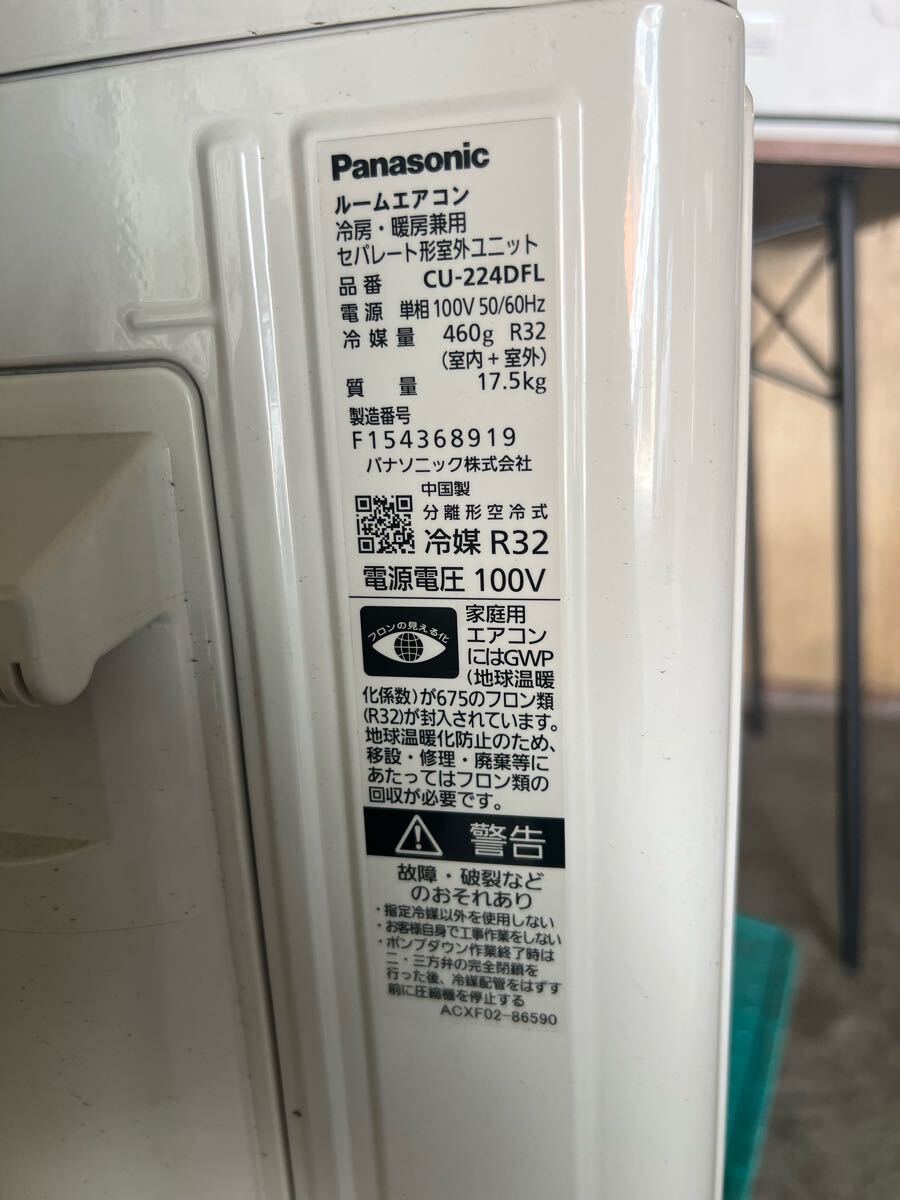 Panasonic
ルームエアコン
冷房・暖房兼用
セパレート形室外ユニット
品番 CU-224DFL
電源 単相100V 50/60Hz
冷媒量 460g R32
(室内+室外)
質量 17.5kg
製造番号
F154368919
パナソニック株式会社
中国製
分離形空冷式
冷媒 R32
電源電圧 100V
フロンの見える化
家庭用
エアコン
にはGWP
(地球温暖
化係数)が675のフロン類
(R32)が封入されています。
地球温暖化防止のため、
移設・修理・廃棄等に
あたってはフロン類の
回収が必要です。
警告
故障・破裂など
のおそれあり
・指定冷媒以外を使用しない
・お客様自身で工事作業をしない
・ポンプダウン作業終了時は
二・三方弁の完全閉鎖を
行った後、冷媒配管をはずす
前に圧縮機を停止する
ACXF02-86590